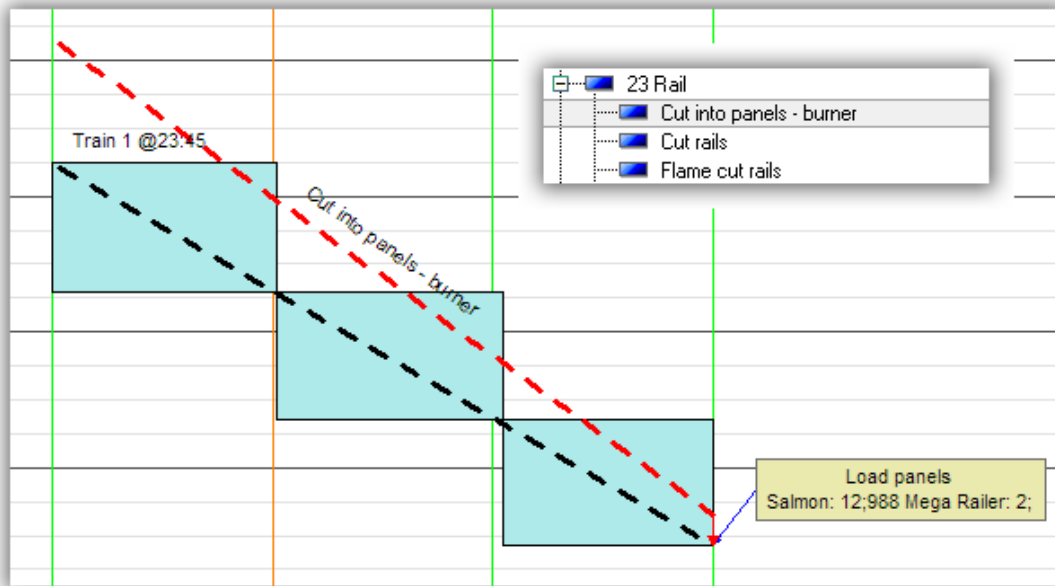 23 Rail
Cut into panels - burner
Cut rails
Flame cut rails
Train 1 @23:45
Cut into panels - burner
Load panels
Salmon: 12;988 Mega Railer: 2;